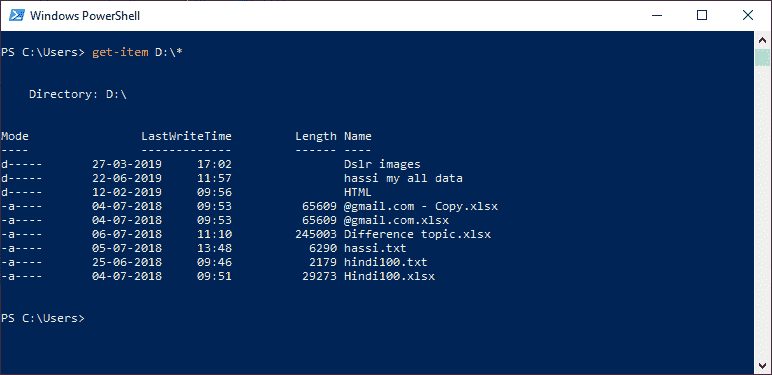 Windows PowerShell
PS C:\Users> get-item D:\*
Directory: D:\
Mode LastWriteTime Length Name
---- ------------- ------ ----
d----- 27-03-2019 17:02 Dslr images
d----- 22-06-2019 11:57 hassi my all data
d----- 12-02-2019 09:56 HTML
-a---- 04-07-2018 09:53 65609 @gmail.com - Copy.xlsx
-a---- 04-07-2018 09:53 65609 @gmail.com.xlsx
-a---- 06-07-2018 11:10 245003 Difference topic.xlsx
-a---- 05-07-2018 13:48 6290 hassi.txt
-a---- 25-06-2018 09:46 2179 hindi100.txt
-a---- 04-07-2018 09:51 29273 Hindi100.xlsx
PS C:\Users>